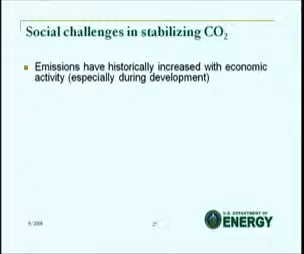 Social challenges in stabilizing CO₂
Emissions have historically increased with economic
activity (especially during development)
U.S. DEPARTMENT OF
ENERGY